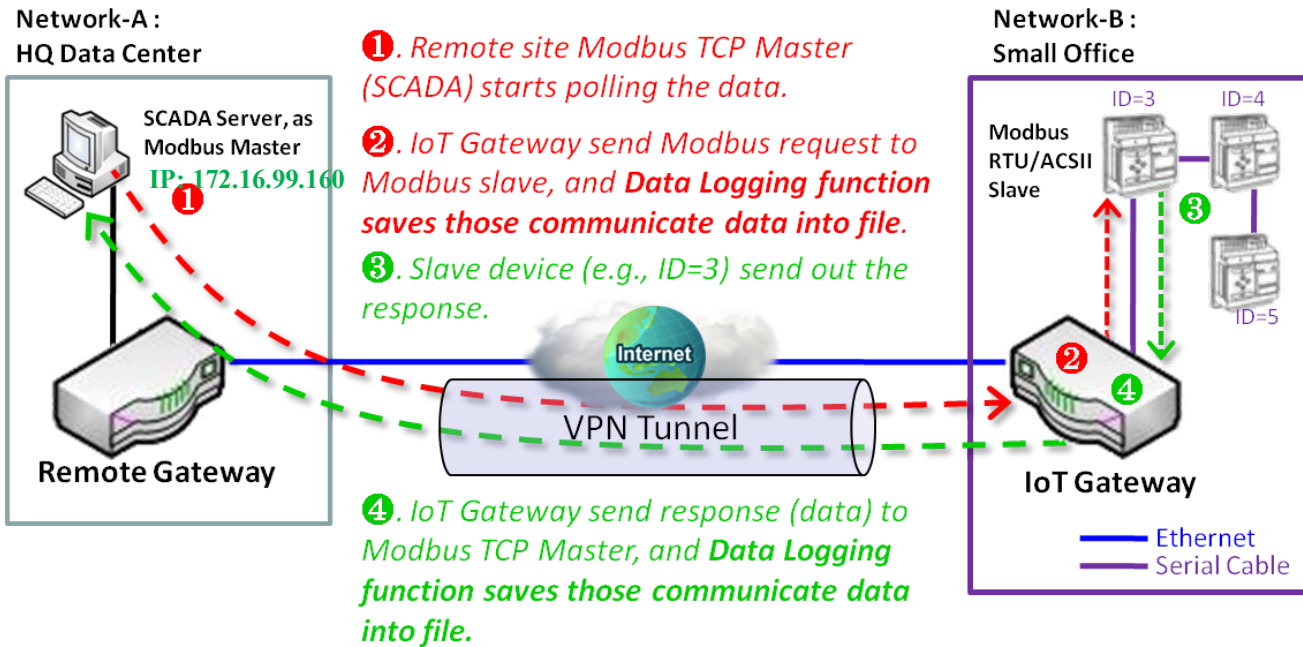 Network-A :
HQ Data Center
SCADA Server, as
Modbus Master
IP: 172.16.99.160
❶
Remote Gateway
❶. Remote site Modbus TCP Master
(SCADA) starts polling the data.
❷. IoT Gateway send Modbus request to
Modbus slave, and Data Logging function
saves those communicate data into file.
❸. Slave device (e.g., ID=3) send out the
response.
Internet
VPN Tunnel
❹. IoT Gateway send response (data) to
Modbus TCP Master, and Data Logging
function saves those communicate data
into file.
Network-B :
Small Office
ID=3
ID=4
Modbus
RTU/ACSII
Slave
❸
ID=5
❷
❹
IoT Gateway
Ethernet
Serial Cable